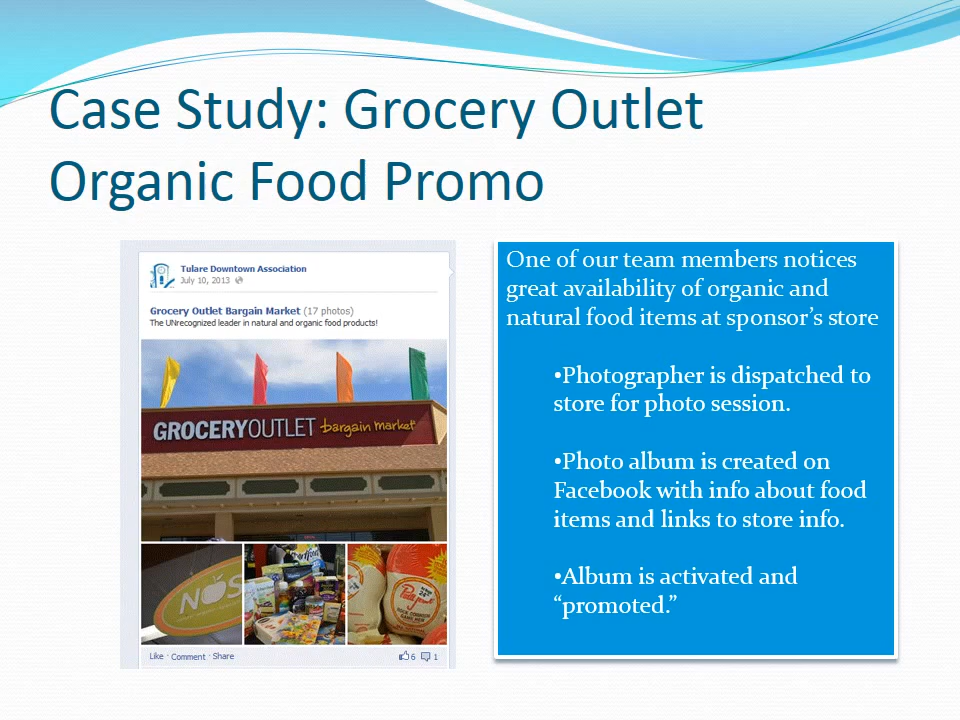 Case Study: Grocery Outlet
Organic Food Promo
Tulare Downtown Association
July 10, 2013
Grocery Outlet Bargain Market (17 photos)
The UNrecognized leader in natural and organic food products!
GROCERYOUTLET bargain market
NOSH
Like · Comment · Share
6 1
One of our team members notices
great availability of organic and
natural food items at sponsor’s store
•Photographer is dispatched to
store for photo session.
•Photo album is created on
Facebook with info about food
items and links to store info.
•Album is activated and
“promoted.”